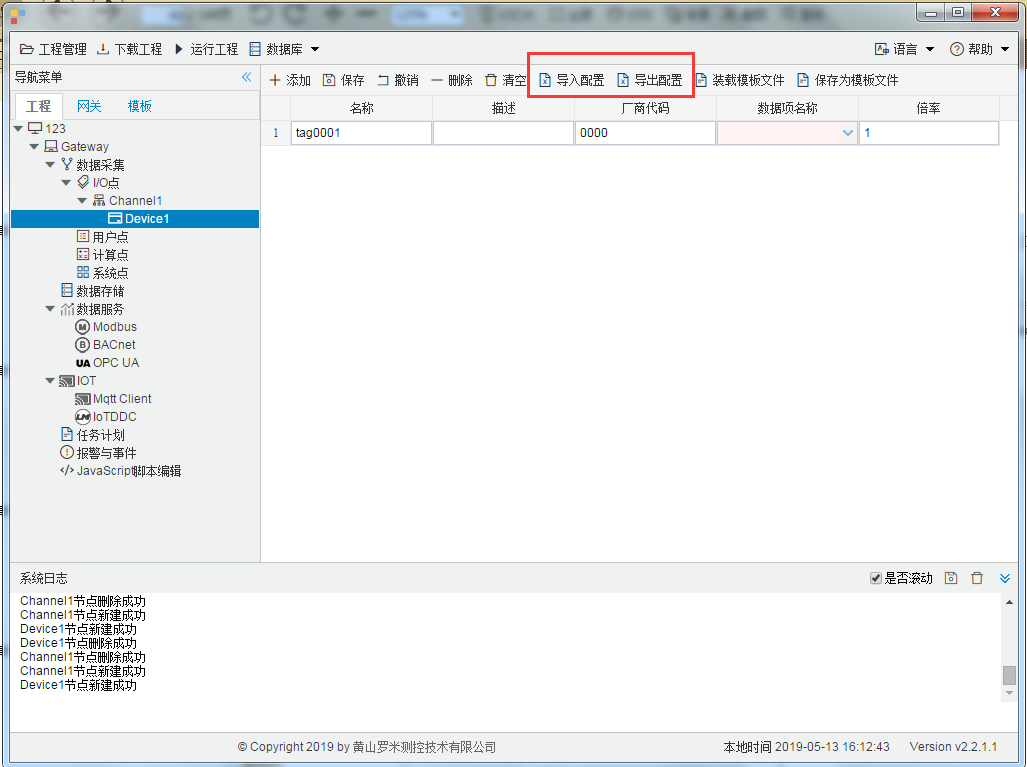 工程管理 下载工程 运行工程 数据库 语言 帮助
导航菜单
添加 保存 撤销 删除 清空 导入配置 导出配置 装载模板文件 保存为模板文件
工程 网关 模板
名称 描述 厂商代码 数据项名称 倍率
1 tag0001 0000 1
123
Gateway
数据采集
I/O点
Channel1
Device1
用户点
计算点
系统点
数据存储
数据服务
M Modbus
B BACnet
UA OPC UA
IOT
Mqtt Client
IoTDDC
任务计划
报警与事件
</> JavaScript脚本编辑
系统日志 是否滚动
Channel1节点删除成功
Channel1节点新建成功
Device1节点新建成功
Device1节点删除成功
Channel1节点删除成功
Channel1节点新建成功
Device1节点新建成功
© Copyright 2019 by 黄山罗米测控技术有限公司 本地时间 2019-05-13 16:12:43 Version v2.2.1.1